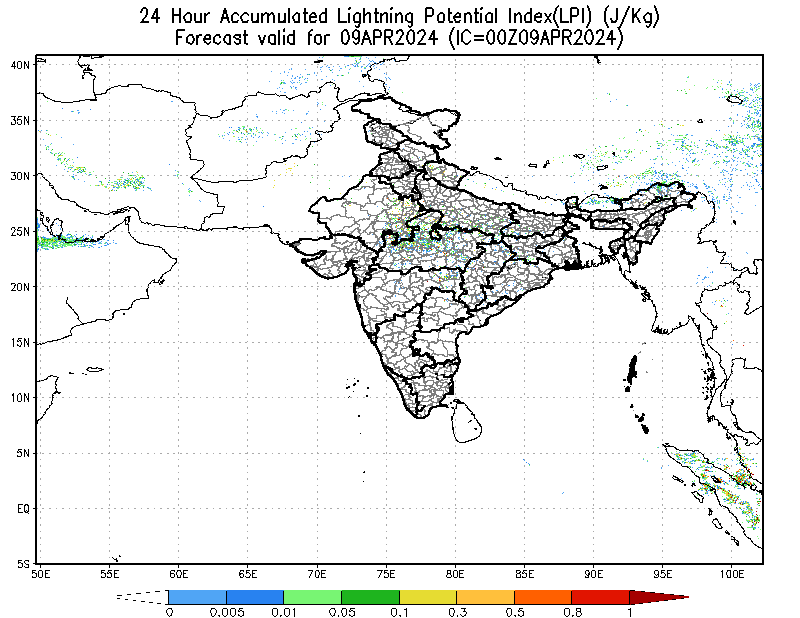 24 Hour Accumulated Lightning Potential Index(LPI) (J/Kg)
Forecast valid for 09APR2024 (IC=00Z09APR2024)
40N
35N
30N
25N
20N
15N
10N
5N
EQ
5S
50E 55E 60E 65E 70E 75E 80E 85E 90E 95E 100E
0 0.005 0.01 0.05 0.1 0.3 0.5 0.8 1